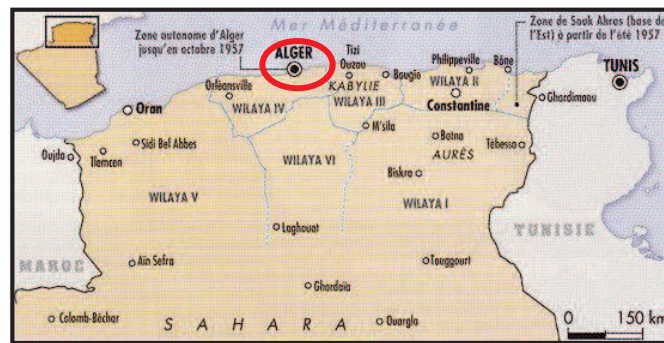 Mer Méditerranée
Zone autonome d'Alger
jusqu'en octobre 1957
Zone de Souk Ahras (base de
l'Est) à partir de l'été 1957
ALGER
Tizi
Ouzou
Bougie
Philippeville
Bône
TUNIS
KABYLIE
WILAYA II
Orléansville
WILAYA IV
WILAYA III
Constantine
Ghardimaou
Oran
M'sila
Sidi Bel Abbes
Batna
Oujda
Tlemcen
WILAYA VI
AURÈS
Tébessa
Biskra
WILAYA V
WILAYA I
Laghouat
TUNISIE
MAROC
Aïn Sefra
Touggourt
Ghardaïa
Colomb-Béchar
SAHARA
Ouargla
0 150 km